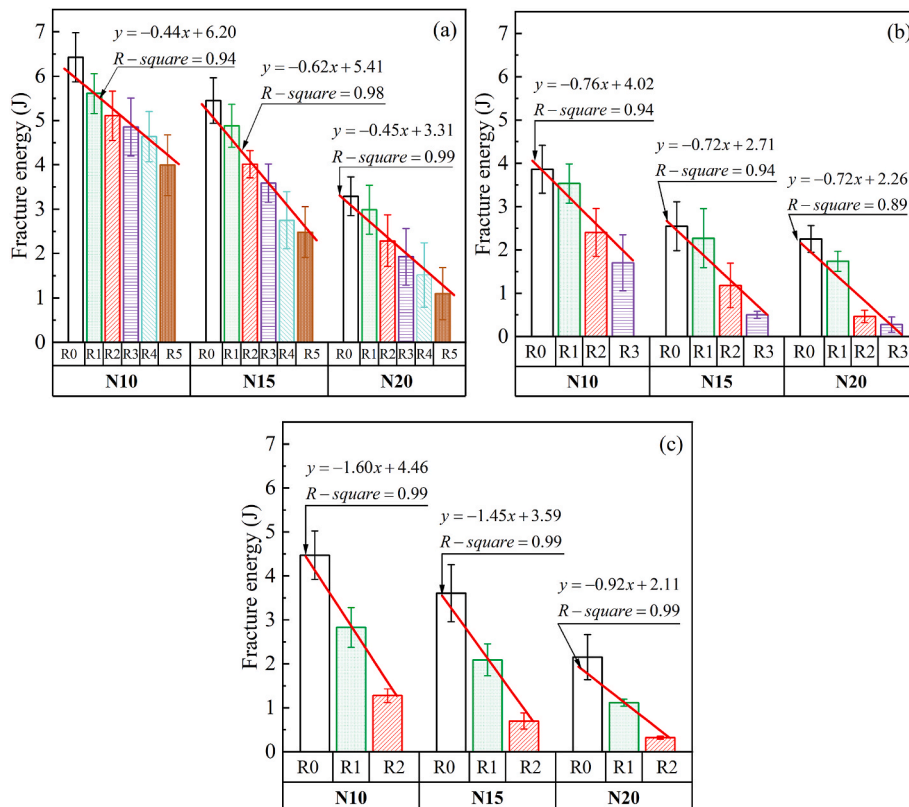 (a)
Fracture energy (J)
7
6
5
4
3
2
1
0
y = −0.44x + 6.20
R − square = 0.94
y = −0.62x + 5.41
R − square = 0.98
y = −0.45x + 3.31
R − square = 0.99
R0 R1 R2 R3 R4 R5 R0 R1 R2 R3 R4 R5 R0 R1 R2 R3 R4 R5
N10 N15 N20
(b)
Fracture energy (J)
7
6
5
4
3
2
1
0
y = −0.76x + 4.02
R − square = 0.94
y = −0.72x + 2.71
R − square = 0.94
y = −0.72x + 2.26
R − square = 0.89
R0 R1 R2 R3 R0 R1 R2 R3 R0 R1 R2 R3
N10 N15 N20
(c)
Fracture energy (J)
7
6
5
4
3
2
1
0
y = −1.60x + 4.46
R − square = 0.99
y = −1.45x + 3.59
R − square = 0.99
y = −0.92x + 2.11
R − square = 0.99
R0 R1 R2 R0 R1 R2 R0 R1 R2
N10 N15 N20